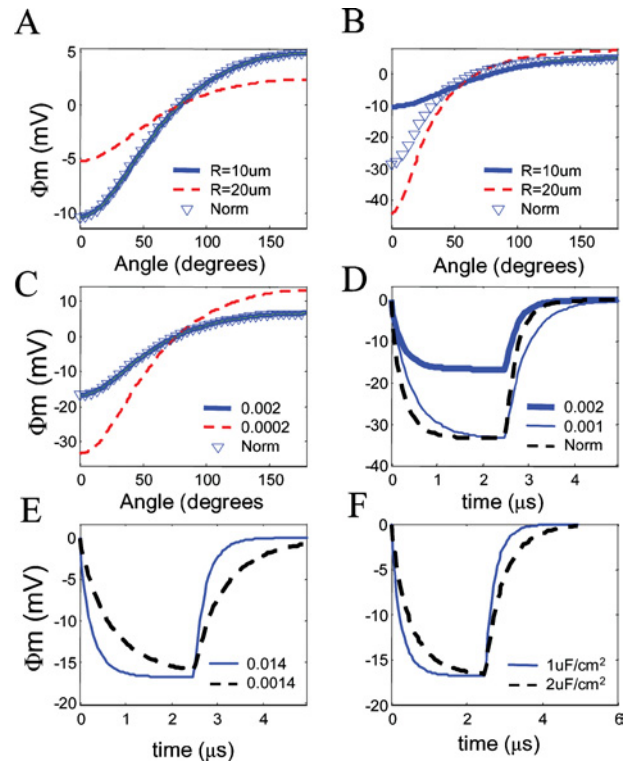 A
5
0
-5
-10
Φm (mV)
R=10um
R=20um
Norm
0
50
100
150
Angle (degrees)
B
0
-10
-20
-30
-40
R=10um
R=20um
Norm
0
50
100
150
Angle (degrees)
C
10
0
-10
-20
-30
Φm (mV)
0.002
0.0002
Norm
0
50
100
150
Angle (degrees
D
0
-10
-20
-30
-40
0.002
0.001
Norm
0
2
4
time (μs)
E
0
-5
-10
-15
-20
Φm (mV)
0.014
0.0014
0
1
2
3
4
time (μs)
F
0
-5
-10
-15
-20
-25
-30
1uF/cm²
2uF/cm²
0
2
4
6
time (μs)